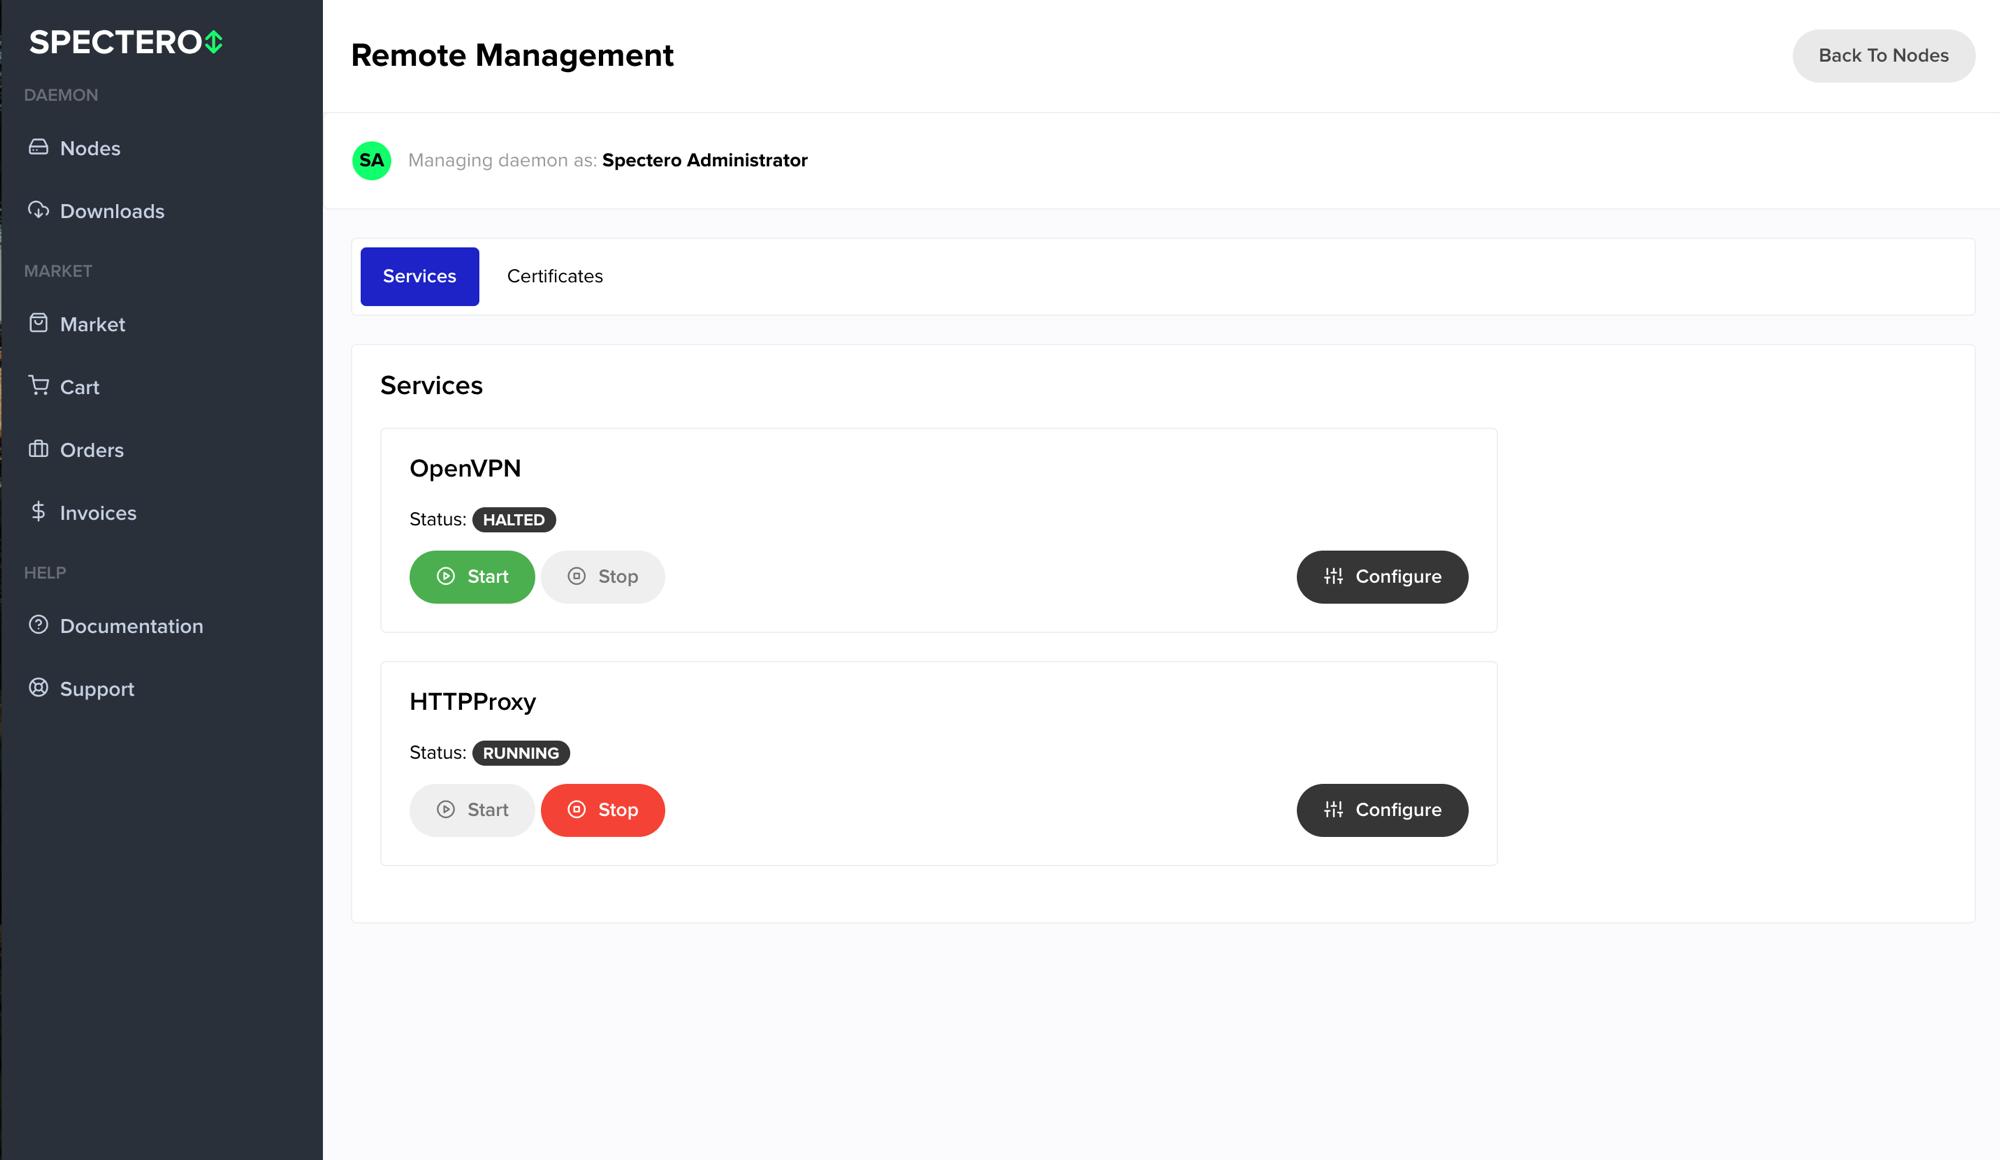 SPECTERO
DAEMON
Nodes
Downloads
MARKET
Market
Cart
Orders
Invoices
HELP
Documentation
Support
Remote Management
Back To Nodes
SA
Managing daemon as: Spectero Administrator
Services
Certificates
Services
OpenVPN
Status: HALTED
Start
Stop
Configure
HTTPProxy
Status: RUNNING
Start
Stop
Configure